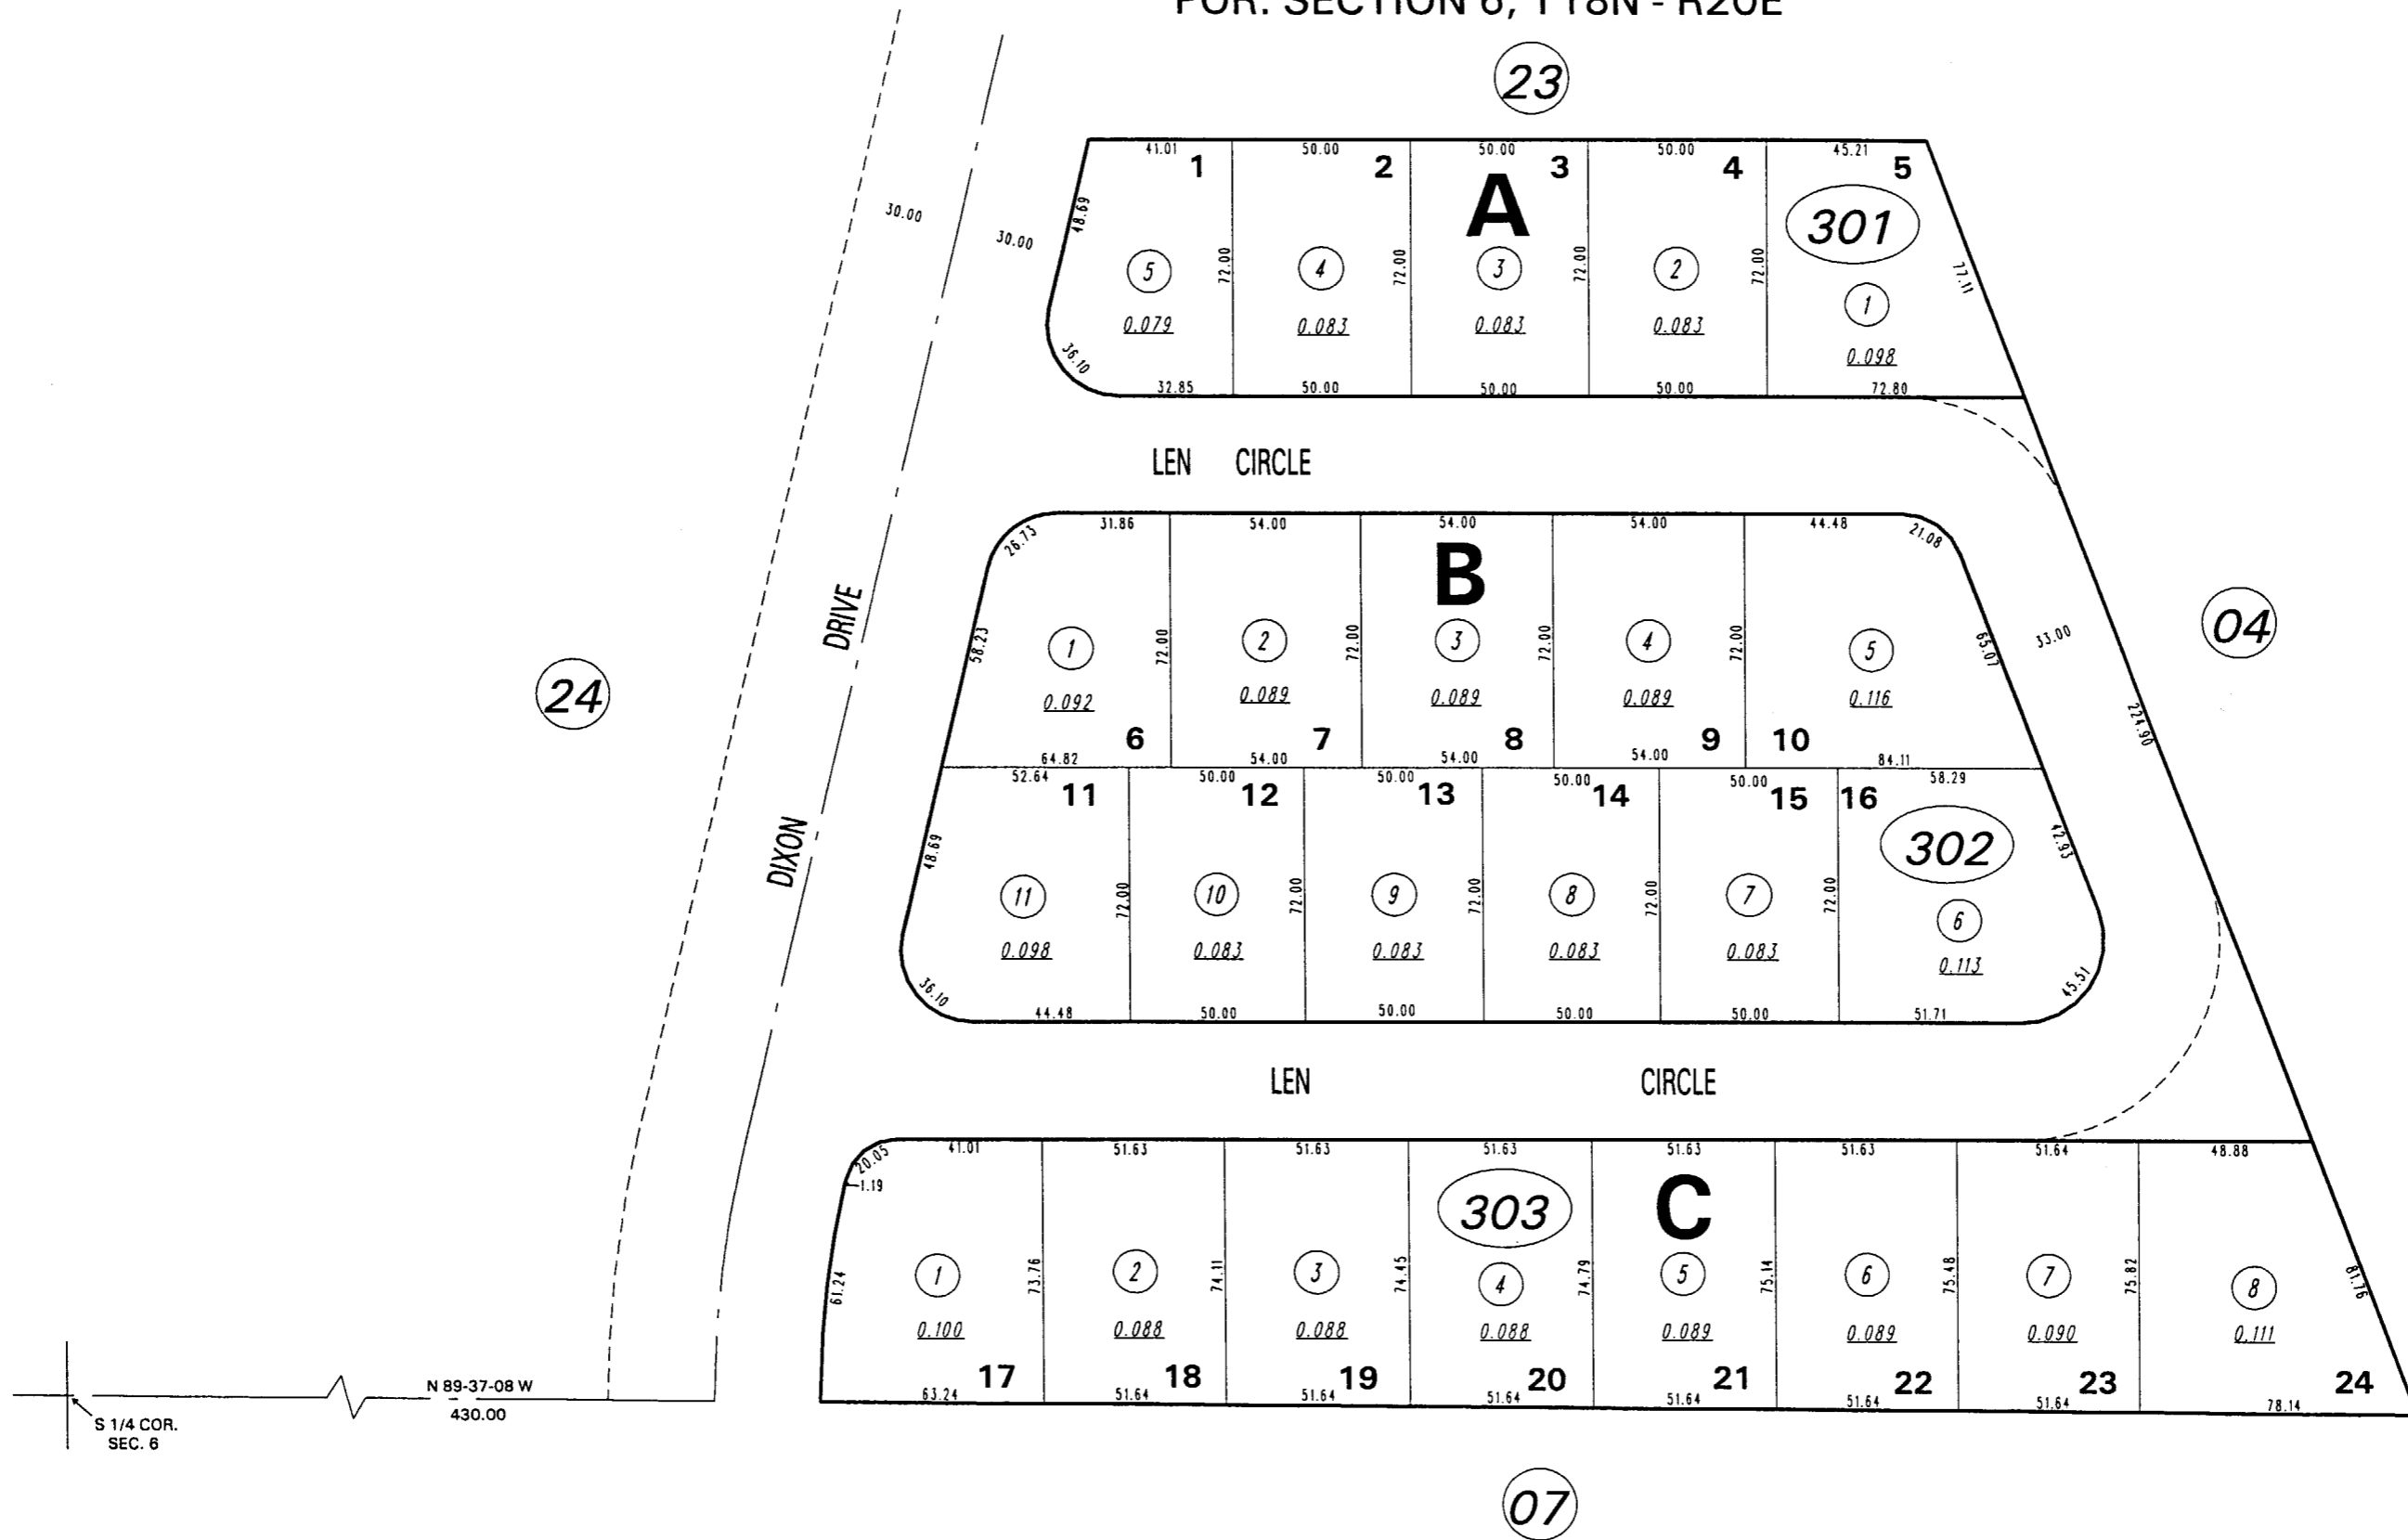 POR. SECTION 6, T18N - R20E
23
41.01 1 50.00 2 50.00 3 50.00 4 45.21 5
A
301
30.00
30.00
48.69
72.00 72.00 72.00 72.00
77.11
5 4 3 2 1
0.079 0.083 0.083 0.083 0.098
36.10
32.85 50.00 50.00 50.00 72.80
LEN CIRCLE
26.73 31.86 54.00 54.00 54.00 44.48 21.08
B
DRIVE
58.23
72.00 72.00 72.00 72.00
65.07
33.00
04
1 2 3 4 5
24
0.092 0.089 0.089 0.089 0.116
224.90
6 7 8 9 10
64.82 54.00 54.00 54.00 84.11
52.64 50.00 50.00 50.00 50.00 58.29
11 12 13 14 15 16
302
DIXON
48.69
42.93
72.00 72.00 72.00 72.00 72.00
11 10 9 8 7 6
0.098 0.083 0.083 0.083 0.083 0.113
36.10
45.51
44.48 50.00 50.00 50.00 50.00 51.71
LEN CIRCLE
20.05 41.01 51.63 51.63 51.63 51.63 51.63 51.64 48.88
1.19
303
C
61.24
73.76 74.11 74.45 74.79 75.14 75.48 75.82
81.76
1 2 3 4 5 6 7 8
0.100 0.088 0.088 0.088 0.089 0.089 0.090 0.111
17 18 19 20 21 22 23 24
63.24 51.64 51.64 51.64 51.64 51.64 51.64 78.14
N 89-37-08 W
430.00
S 1/4 COR.
SEC. 6
07